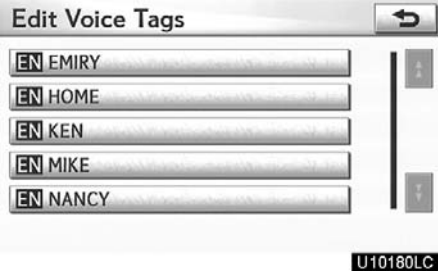 Edit Voice Tags
EN EMIRY
EN HOME
EN KEN
EN MIKE
EN NANCY
U10180LC